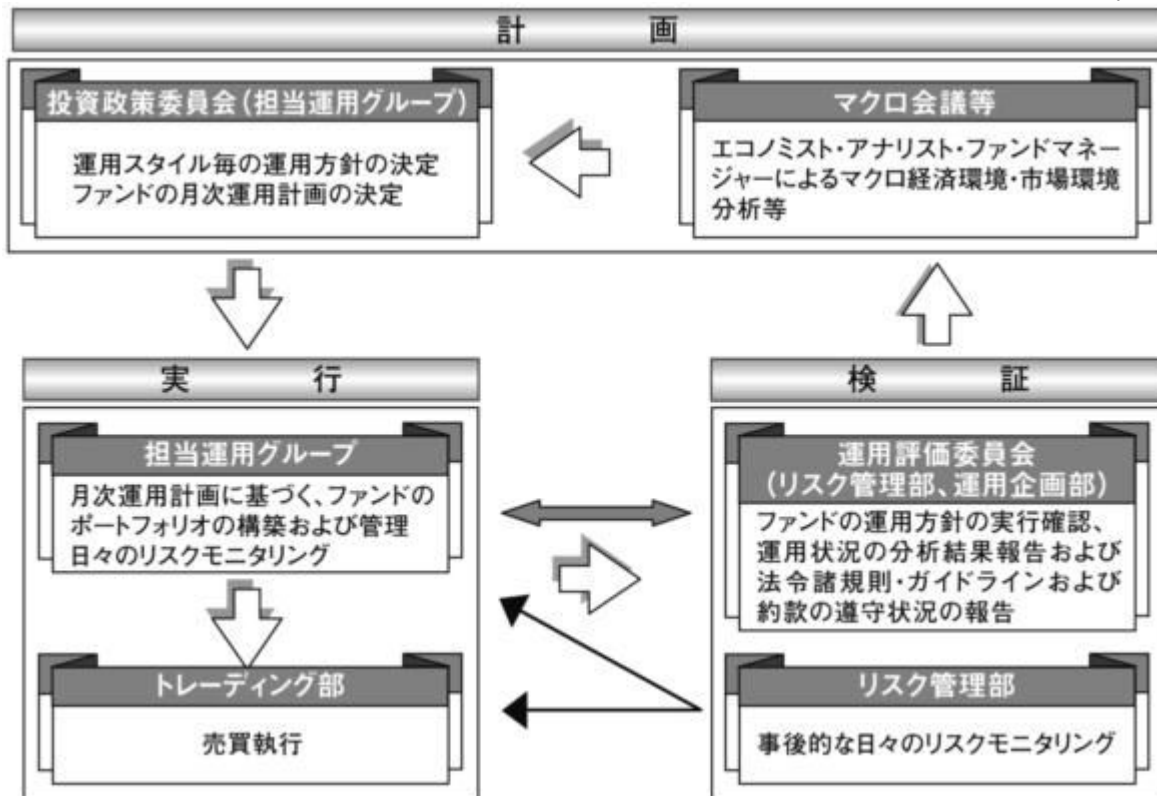 計画
投資政策委員会(担当運用グループ)
運用スタイル毎の運用方針の決定
ファンドの月次運用計画の決定
マクロ会議等
エコノミスト・アナリスト・ファンドマネー
ジャーによるマクロ経済環境・市場環境
分析等
実行
担当運用グループ
月次運用計画に基づく、ファンドの
ポートフォリオの構築および管理
日々のリスクモニタリング
トレーディング部
売買執行
検証
運用評価委員会
(リスク管理部、運用企画部)
ファンドの運用方針の実行確認、
運用状況の分析結果報告および
法令諸規則・ガイドラインおよび
約款の遵守状況の報告
リスク管理部
事後的な日々のリスクモニタリング